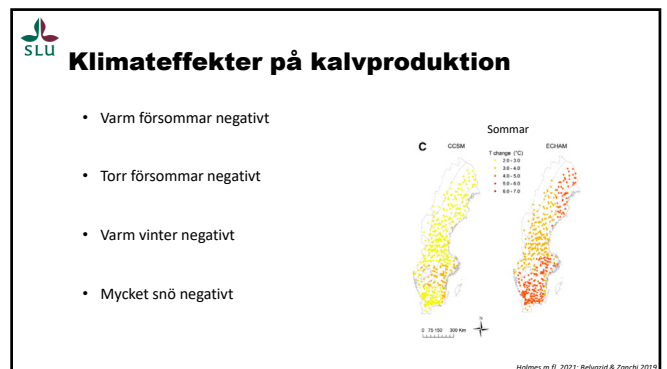 SLU
Klimateffekter på kalvproduktion
• Varm försommar negativt
• Torr försommar negativt
• Varm vinter negativt
• Mycket snö negativt
Sommar
C CCSM ECHAM
T change (°C)
2.0 - 3.0
3.0 - 4.0
4.0 - 5.0
5.0 - 6.0
6.0 - 7.0
0 75 150 300 Km
N
Holmes m fl. 2021; Belyazid & Zanchi 2019